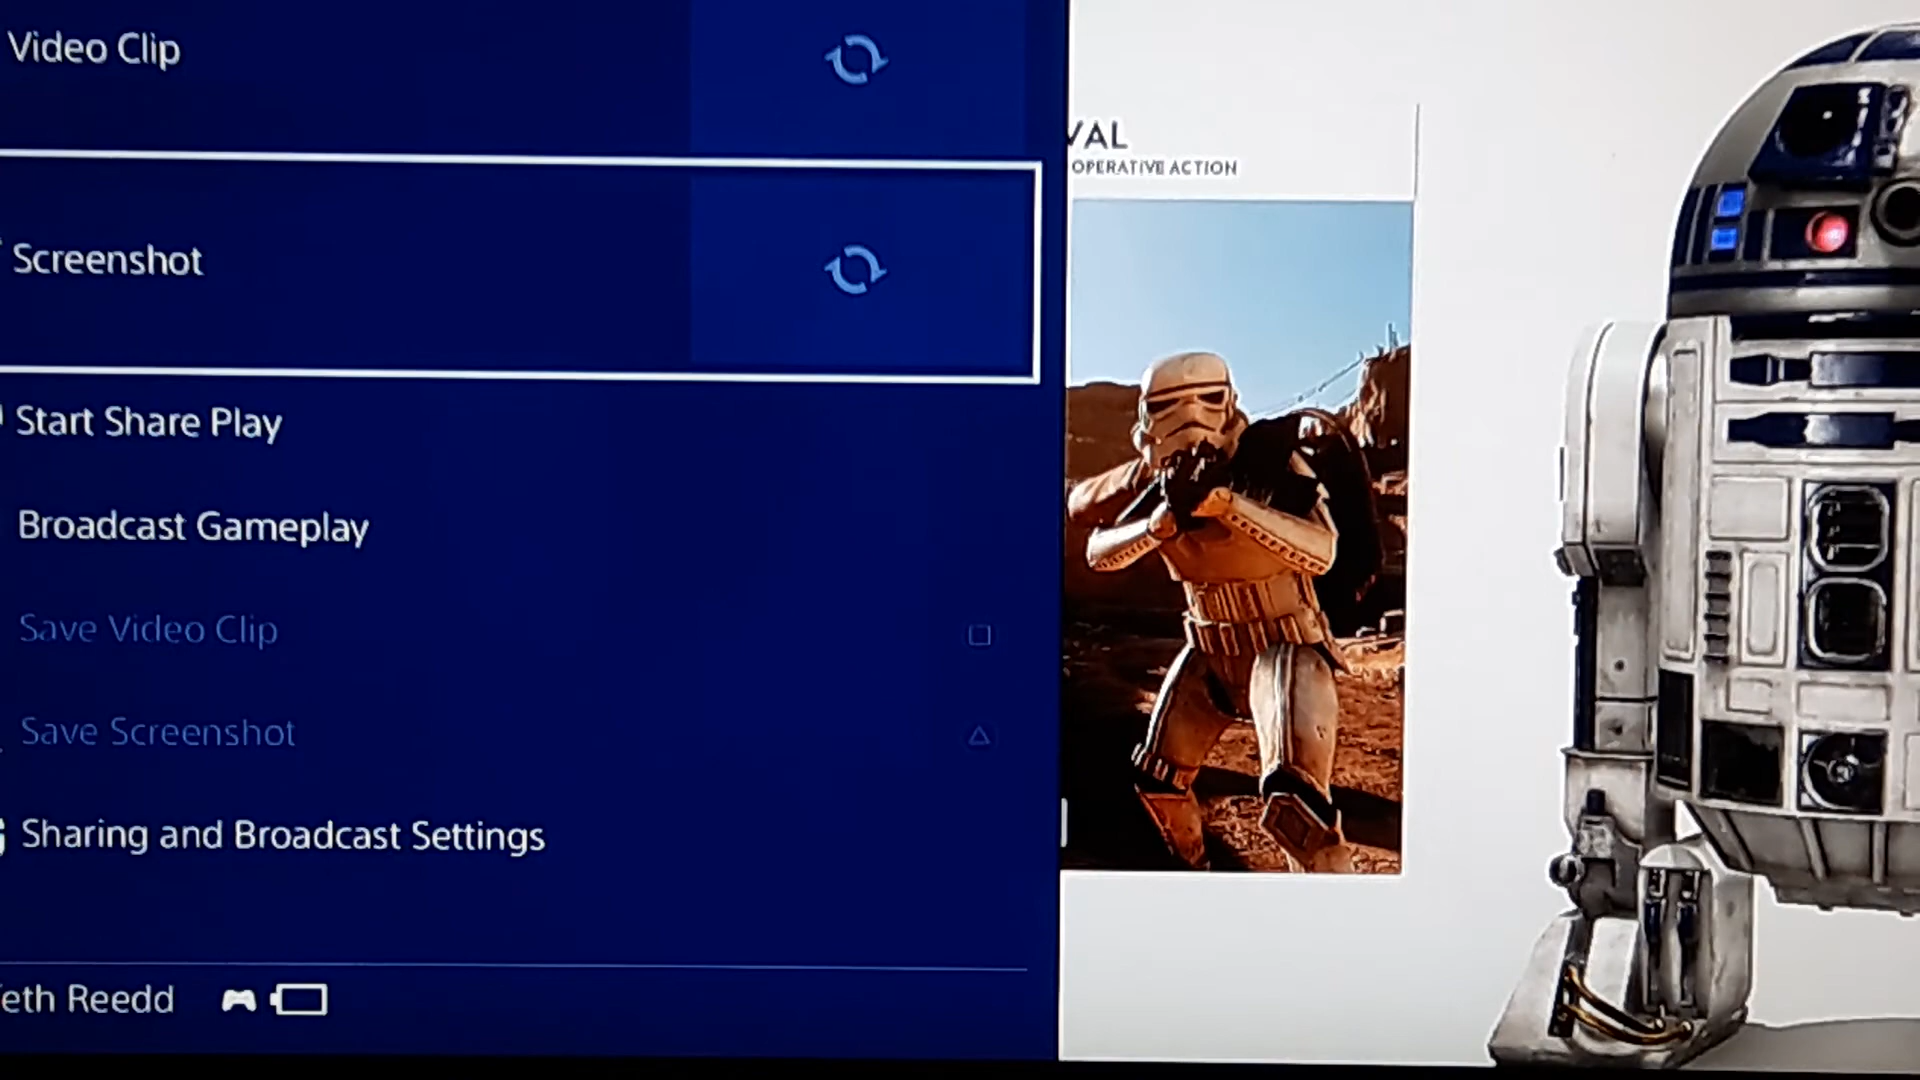 Video Clip
Screenshot
Start Share Play
Broadcast Gameplay
Save Video Clip
Save Screenshot
Sharing and Broadcast Settings
eth Reedd
VAL
OPERATIVE ACTION